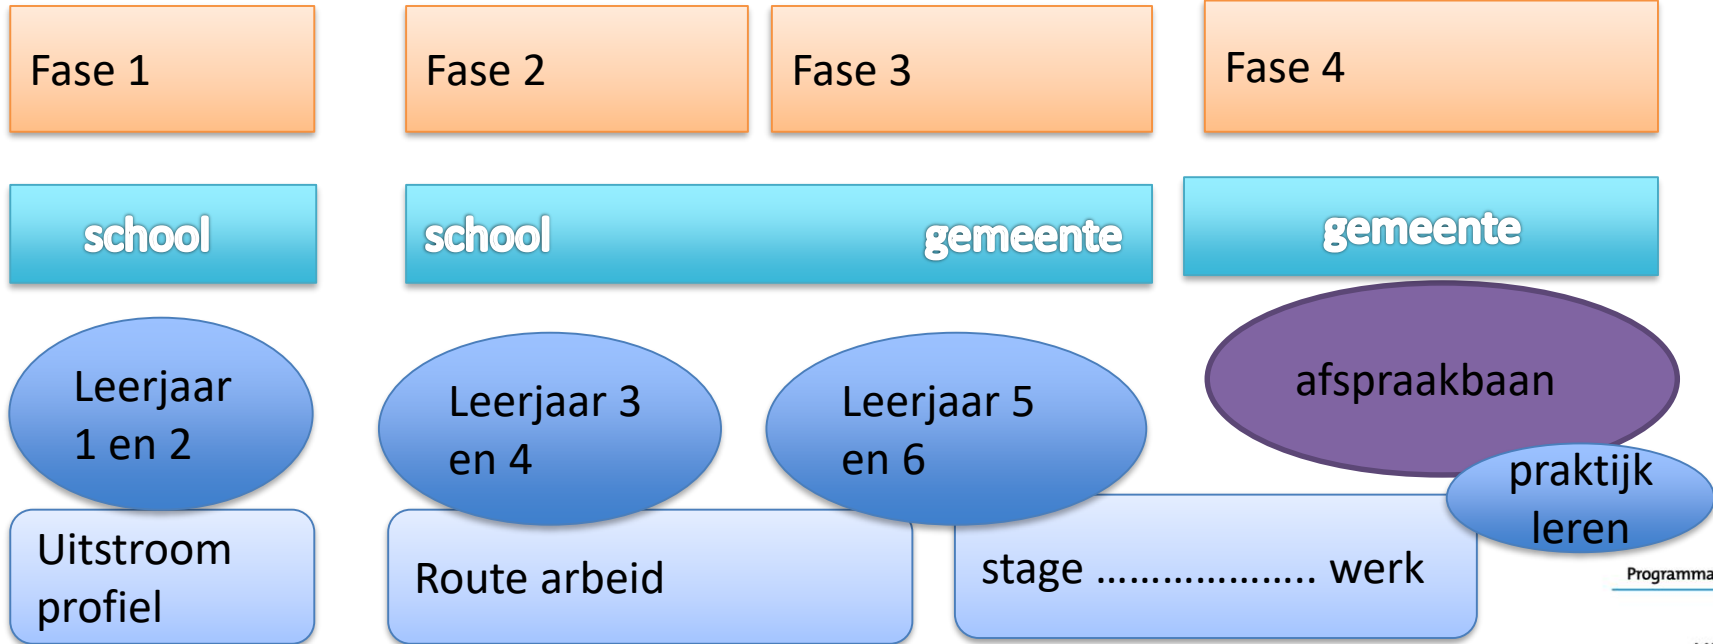 Fase 1
Fase 2
Fase 3
Fase 4
school
school
gemeente
gemeente
Leerjaar
1 en 2
Leerjaar 3
en 4
Leerjaar 5
en 6
afspraakbaan
praktijk
leren
Uitstroom
profiel
Route arbeid
stage ……………….. werk
Programma